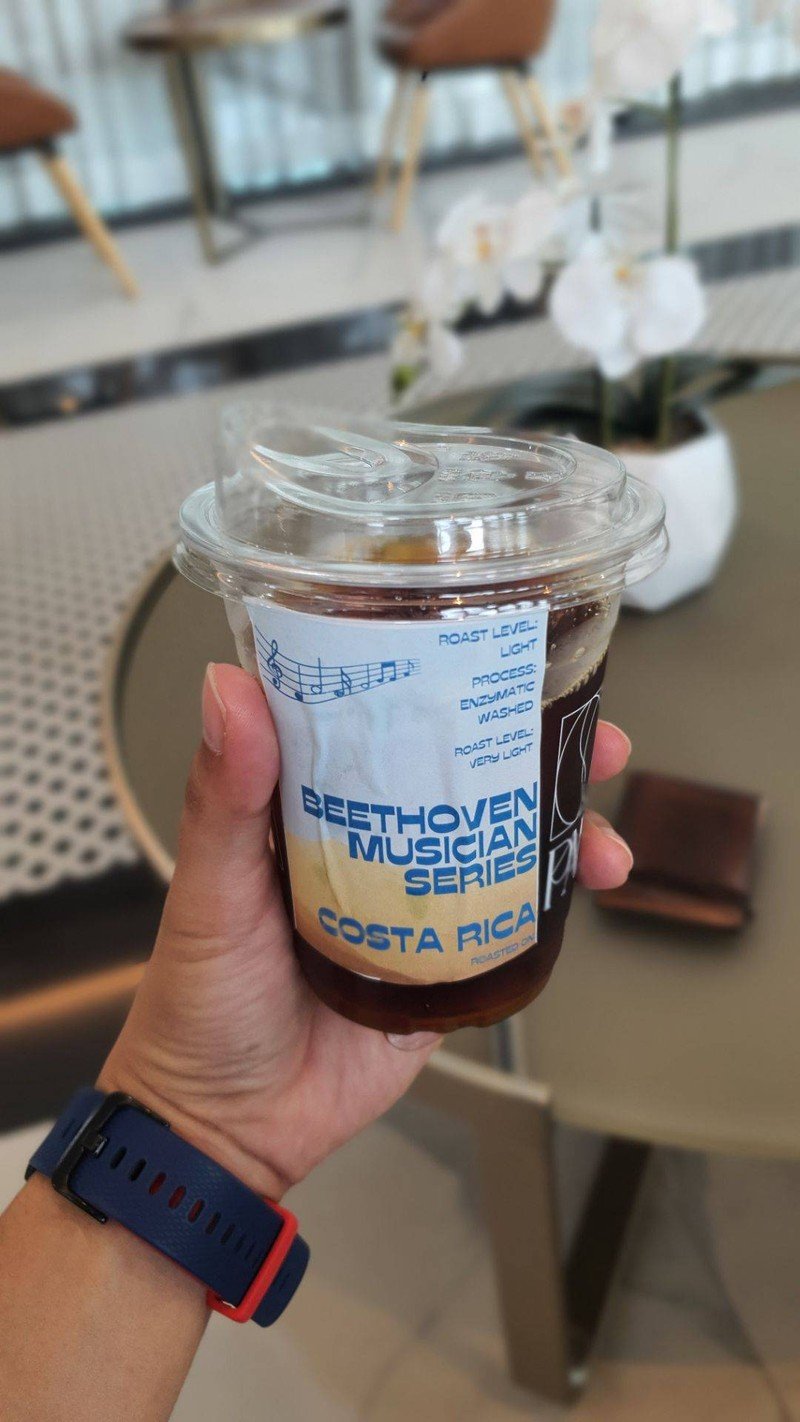 ROAST LEVEL:
LIGHT
PROCESS:
ENZYMATIC
WASHED
ROAST LEVEL:
VERY LIGHT
BEETHOVEN
MUSICIAN
SERIES
COSTA RICA
ROASTED ON